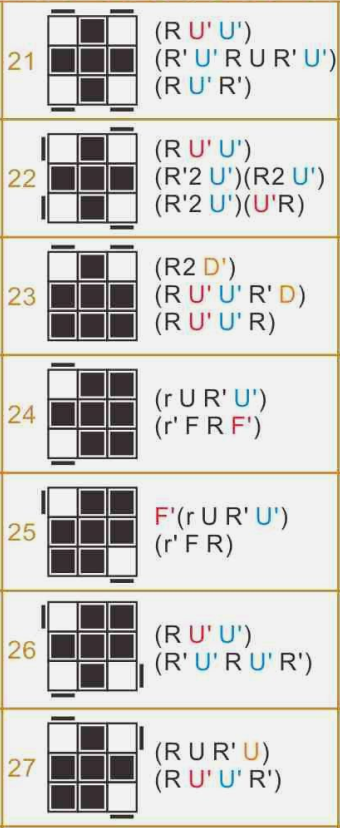 21
(R U' U')
(R' U' R U R' U')
(R U' R')
22
(R U' U')
(R'2 U')(R2 U')
(R'2 U')(U'R)
23
(R2 D')
(R U' U' R' D)
(R U' U' R)
24
(r U R' U')
(r' F R F')
25
F'(r U R' U')
(r' F R)
26
(R U' U')
(R' U' R U' R')
27
(R U R' U)
(R U' U' R')